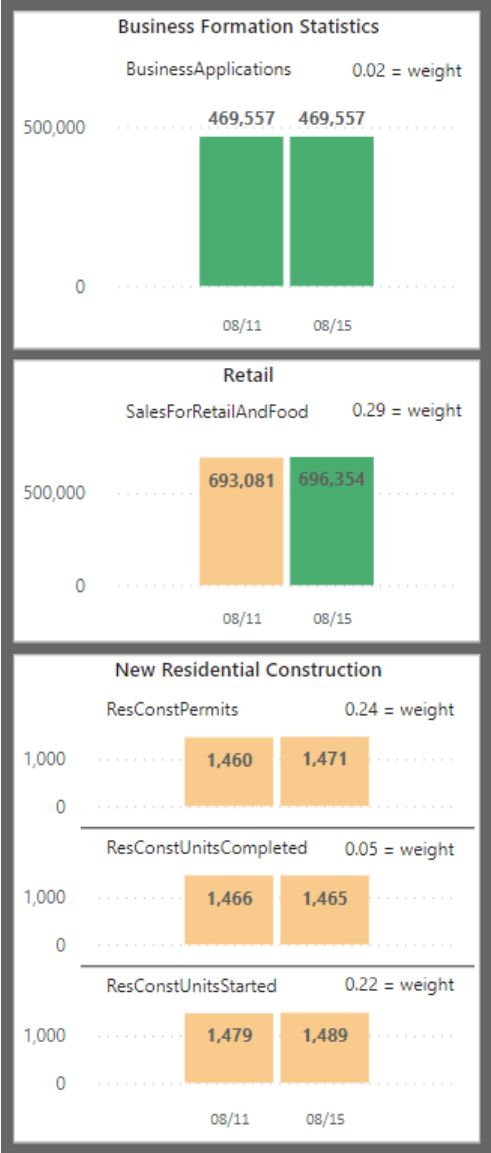 Business Formation Statistics
BusinessApplications 0.02 = weight
469,557 469,557
500,000
0
08/11 08/15
Retail
SalesForRetailAndFood 0.29 = weight
693,081 696,354
500,000
0
08/11 08/15
New Residential Construction
ResConstPermits 0.24 = weight
1,000 1,460 1,471
0
ResConstUnitsCompleted 0.05 = weight
1,000 1,466 1,465
0
ResConstUnitsStarted 0.22 = weight
1,000 1,479 1,489
0
08/11 08/15